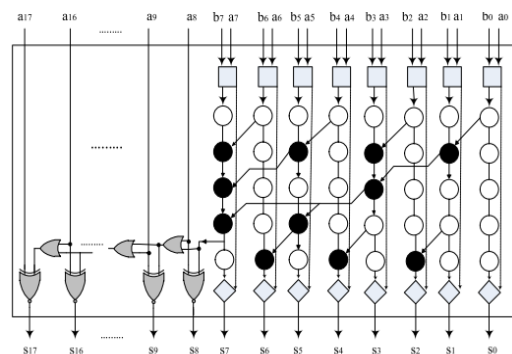 a17 a16 ......... a9 a8 b7 a7 b6 a6 b5 a5 b4 a4 b3 a3 b2 a2 b1 a1 b0 a0
.........
.........
S17 S16 ......... S9 S8 S7 S6 S5 S4 S3 S2 S1 S0